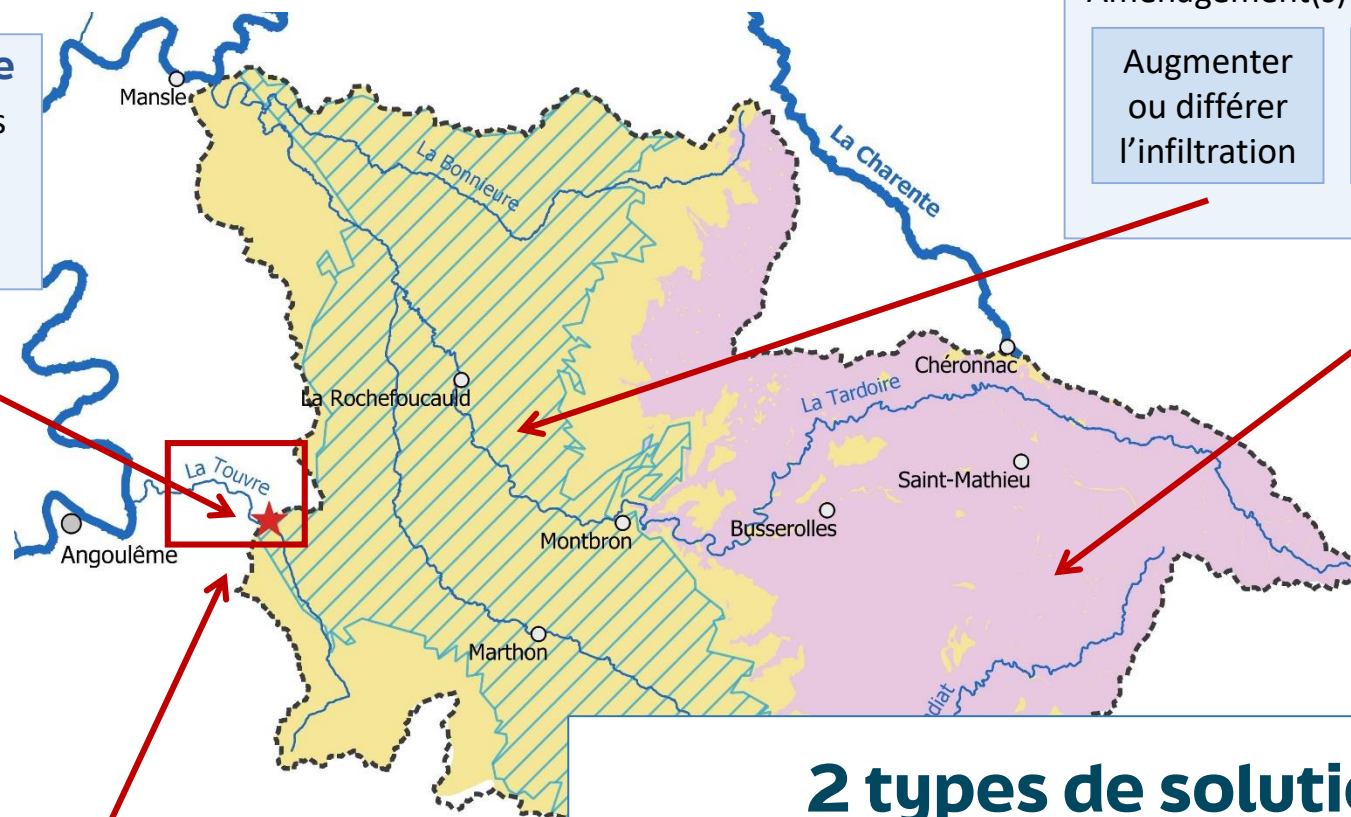 Aménagement(s)
Augmenter
ou différer
l’infiltration
e
s
Mansle
La Bonnieure
La Charente
Chéronnac
La Tardoire
La Rochefoucauld
Saint-Mathieu
La Touvre
Busserolles
Angoulême
Montbron
Marthon
diat
2 types de soluti